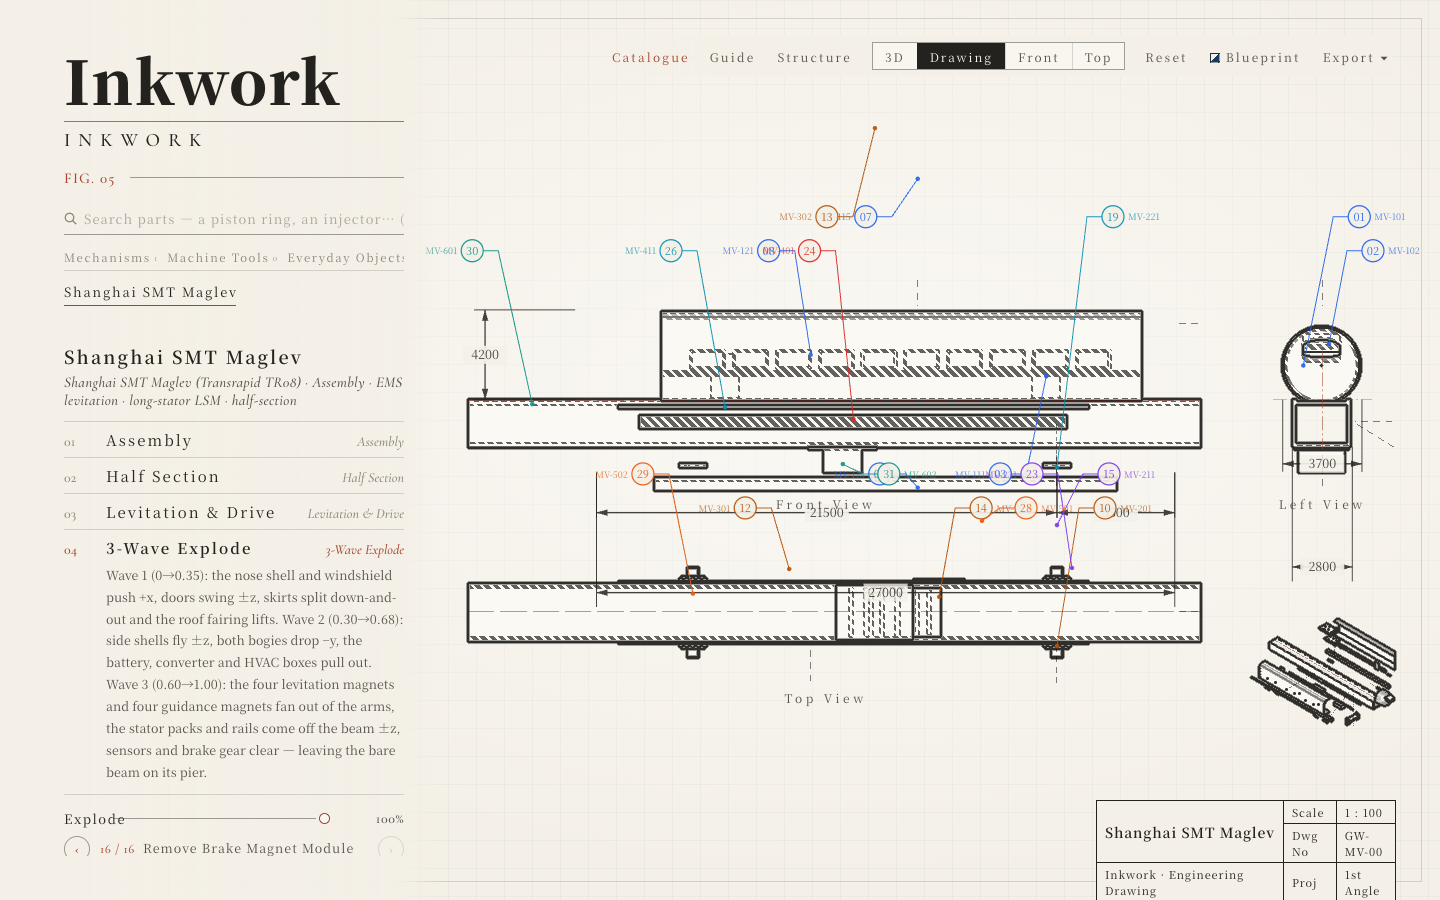 Inkwork
INKWORK
FIG. 05
Search parts — a piston ring, an injector… (
Mechanisms Machine Tools Everyday Objects
Shanghai SMT Maglev
Shanghai SMT Maglev
Shanghai SMT Maglev (Transrapid TR08) · Assembly · EMS
levitation · long-stator LSM · half-section
01 Assembly Assembly
02 Half Section Half Section
03 Levitation & Drive Levitation & Drive
04 3-Wave Explode 3-Wave Explode
Wave 1 (0→0.35): the nose shell and windshield
push +x, doors swing ±z, skirts split down-and-
out and the roof fairing lifts. Wave 2 (0.30→0.68):
side shells fly ±z, both bogies drop −y, the
battery, converter and HVAC boxes pull out.
Wave 3 (0.60→1.00): the four levitation magnets
and four guidance magnets fan out of the arms,
the stator packs and rails come off the beam ±z,
sensors and brake gear clear — leaving the bare
beam on its pier.
Explode 100%
‹ 16 / 16 Remove Brake Magnet Module ›
Catalogue Guide Structure 3D Drawing Front Top Reset Blueprint Export
MV-302 13 07 19 MV-221 01 MV-101
MV-601 30 MV-411 26 MV-121 24 02 MV-102
4200
MV-502 29 31 MV-602 03 23 15 MV-211 3700
Front View Left View
MV-301 12 21500 14 28 10 MV-201
2800
27000
Top View
Shanghai SMT Maglev
Scale 1 : 100
Dwg No GW-MV-00
Inkwork · Engineering Drawing
Proj 1st Angle